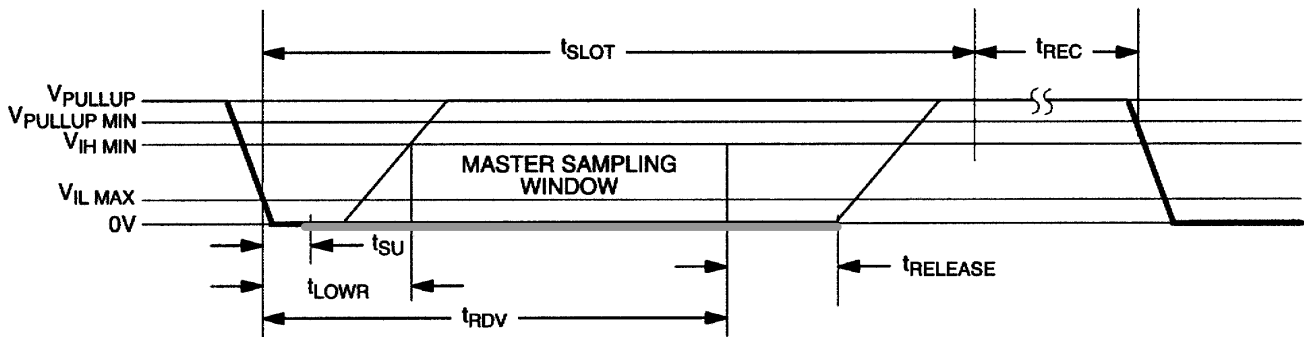 tSLOT
tREC
VPULLUP
VPULLUP MIN
VIH MIN
MASTER SAMPLING
WINDOW
VIL MAX
0V
tSU
tRELEASE
tLOWR
tRDV